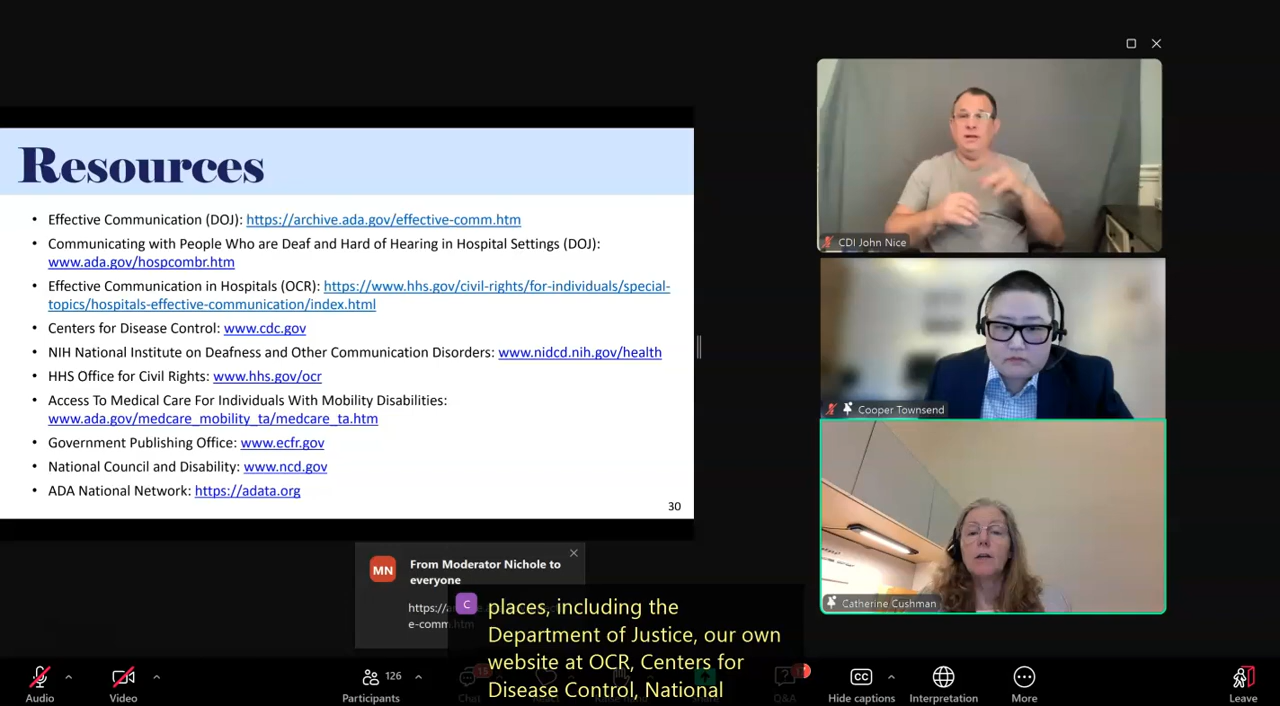 Resources
• Effective Communication (DOJ): https://archive.ada.gov/effective-comm.htm
• Communicating with People Who are Deaf and Hard of Hearing in Hospital Settings (DOJ):
www.ada.gov/hospcombr.htm
• Effective Communication in Hospitals (OCR): https://www.hhs.gov/civil-rights/for-individuals/special-
topics/hospitals-effective-communication/index.html
• Centers for Disease Control: www.cdc.gov
• NIH National Institute on Deafness and Other Communication Disorders: www.nidcd.nih.gov/health
• HHS Office for Civil Rights: www.hhs.gov/ocr
• Access To Medical Care For Individuals With Mobility Disabilities:
www.ada.gov/medcare_mobility_ta/medcare_ta.htm
• Government Publishing Office: www.ecfr.gov
• National Council and Disability: www.ncd.gov
• ADA National Network: https://adata.org
30
CDI John Nice
Cooper Townsend
Catherine Cushman
MN
From Moderator Nichole to
everyone
https://a
e-comm.htm
C
places, including the
Department of Justice, our own
website at OCR, Centers for
Disease Control, National
Audio
Video
126
Participants
Chat
Q&A
CC
Hide captions
Interpretation
More
Leave